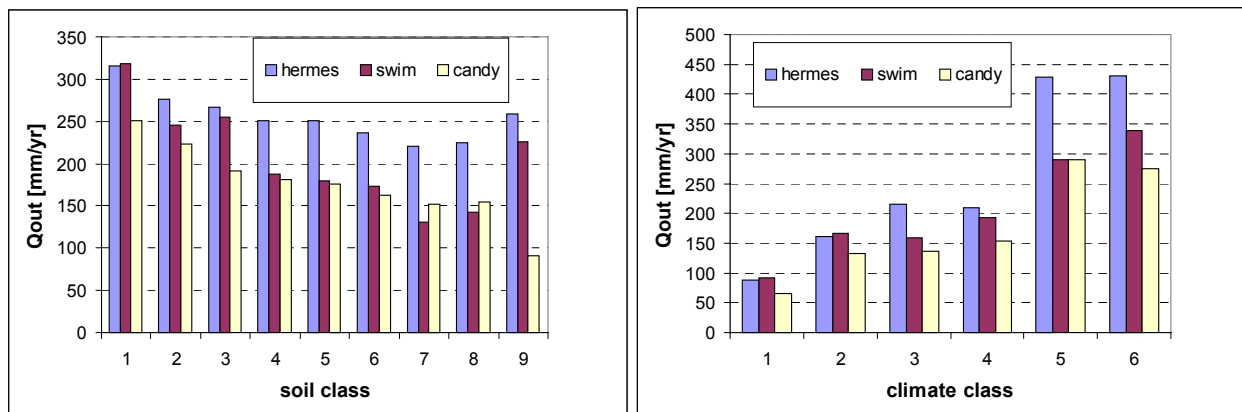 350
300
250
200
150
100
50
0
Qout [mm/yr]
hermes swim candy
1 2 3 4 5 6 7 8 9
soil class
500
450
400
350
300
250
200
150
100
50
0
Qout [mm/yr]
hermes swim candy
1 2 3 4 5 6
climate class